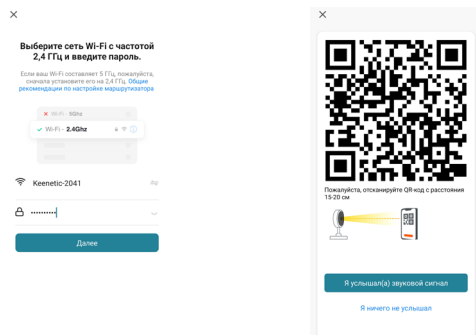 Выберите сеть Wi-Fi с частотой
2,4 ГГц и введите пароль.
Если ваш Wi-Fi составляет 5 ГГц, пожалуйста,
сначала установите его на 2,4 ГГц. Общие
рекомендации по настройке маршрутизатора
Wi-Fi - 5Ghz
Wi-Fi - 2.4Ghz
Keenetic-2041
Далее
Пожалуйста, отсканируйте QR-код с расстояния
15-20 см
Я услышал(а) звуковой сигнал
Я ничего не услышал